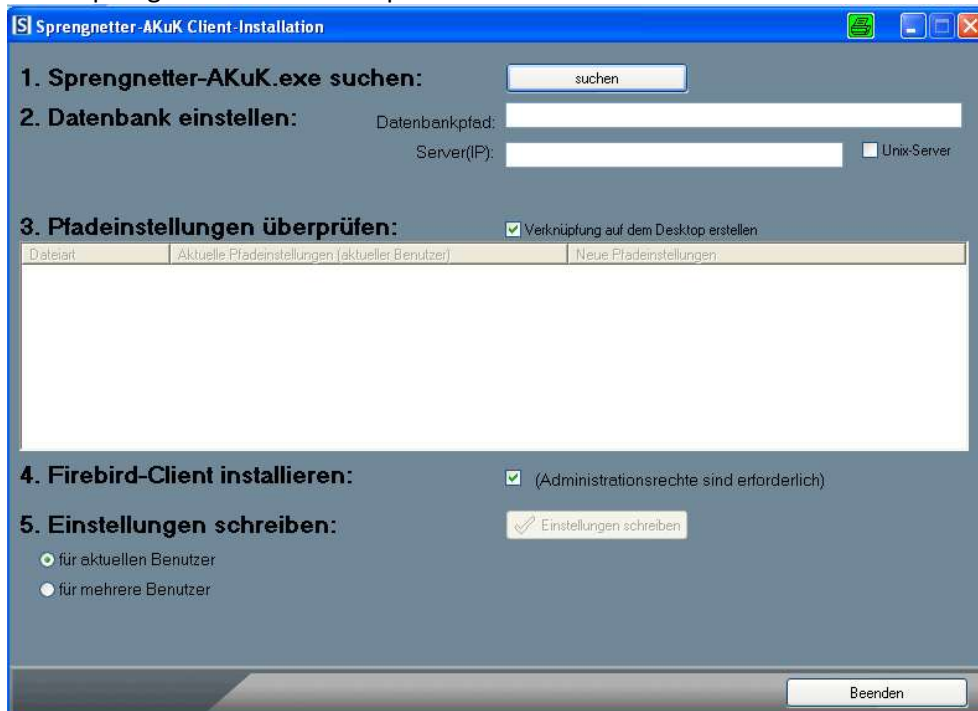 Sprengnetter-AKuK Client-Installation
1. Sprengnetter-AKuK.exe suchen:
suchen
2. Datenbank einstellen:
Datenbankpfad:
Server(IP):
Unix-Server
3. Pfadeinstellungen überprüfen:
Verknüpfung auf dem Desktop erstellen
Dateiart
Aktuelle Pfadeinstellungen (aktueller Benutzer)
Neue Pfadeinstellungen
4. Firebird-Client installieren:
(Administrationsrechte sind erforderlich)
5. Einstellungen schreiben:
Einstellungen schreiben
für aktuellen Benutzer
für mehrere Benutzer
Beenden